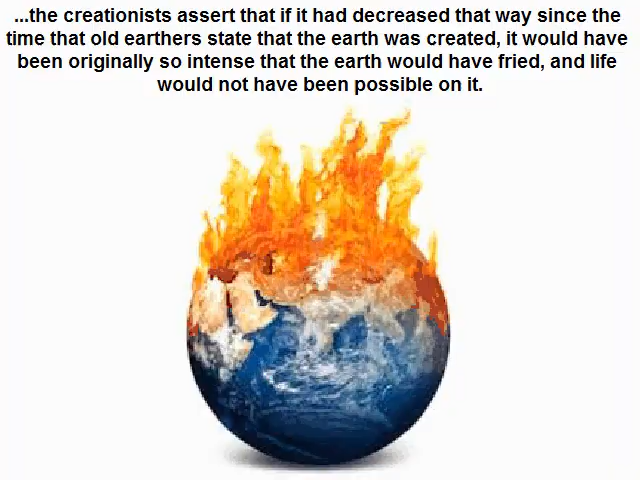 ...the creationists assert that if it had decreased that way since the
time that old earthers state that the earth was created, it would have
been originally so intense that the earth would have fried, and life
would not have been possible on it.